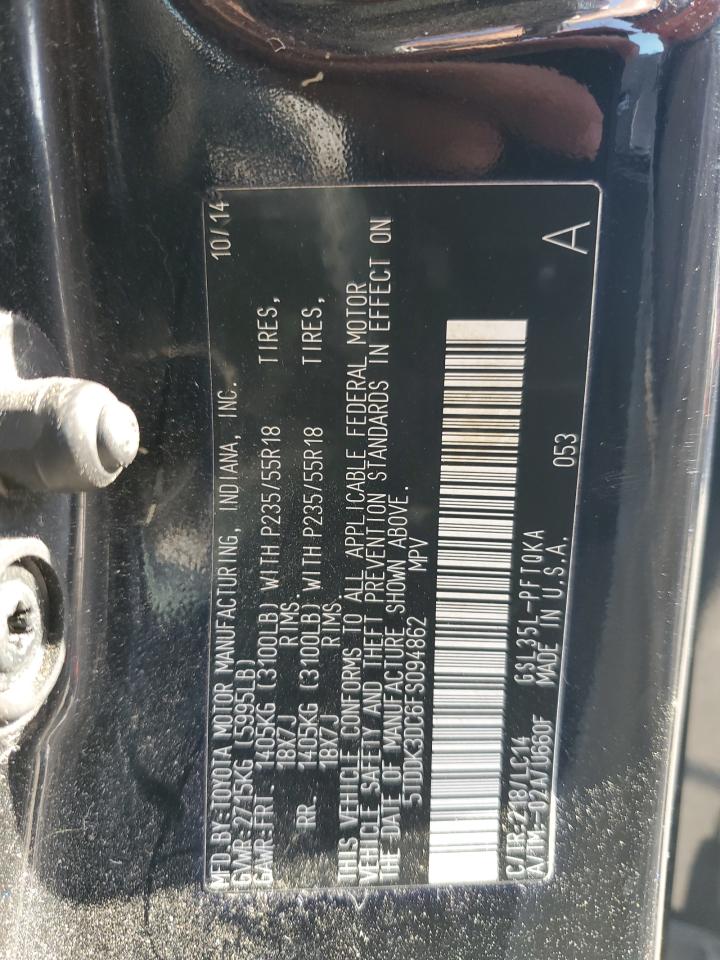 MFD BY:TOYOTA MOTOR MANUFACTURING, INDIANA, INC. 10/14
GVWR:2715KG (5995LB)
GAWR:FRT. 1405KG (3100LB) WITH P235/55R18 TIRES,
18X7J RIMS
RR. 1405KG (3100LB) WITH P235/55R18 TIRES,
18X7J RIMS
THIS VEHICLE CONFORMS TO ALL APPLICABLE FEDERAL MOTOR
VEHICLE SAFETY AND THEFT PREVENTION STANDARDS IN EFFECT ON
THE DATE OF MANUFACTURE SHOWN ABOVE.
5TDDK3DC6FS094862 MPV
C/TR:218/LC14 GSL35L-PFTQKA
A/TM:-02A/U660F MADE IN U.S.A. 053 A